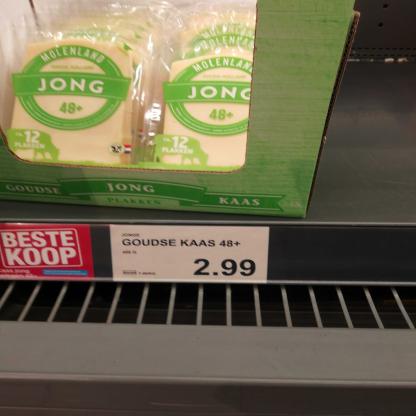 MOLENLAND
JONG
48+
12
PLAKKEN
MOLENLAND
JONG
48+
12
PLAKKEN
GOUDSE JONG KAAS
PLAKKEN
BESTE
KOOP
JONGE
GOUDSE KAAS 48+
2.99